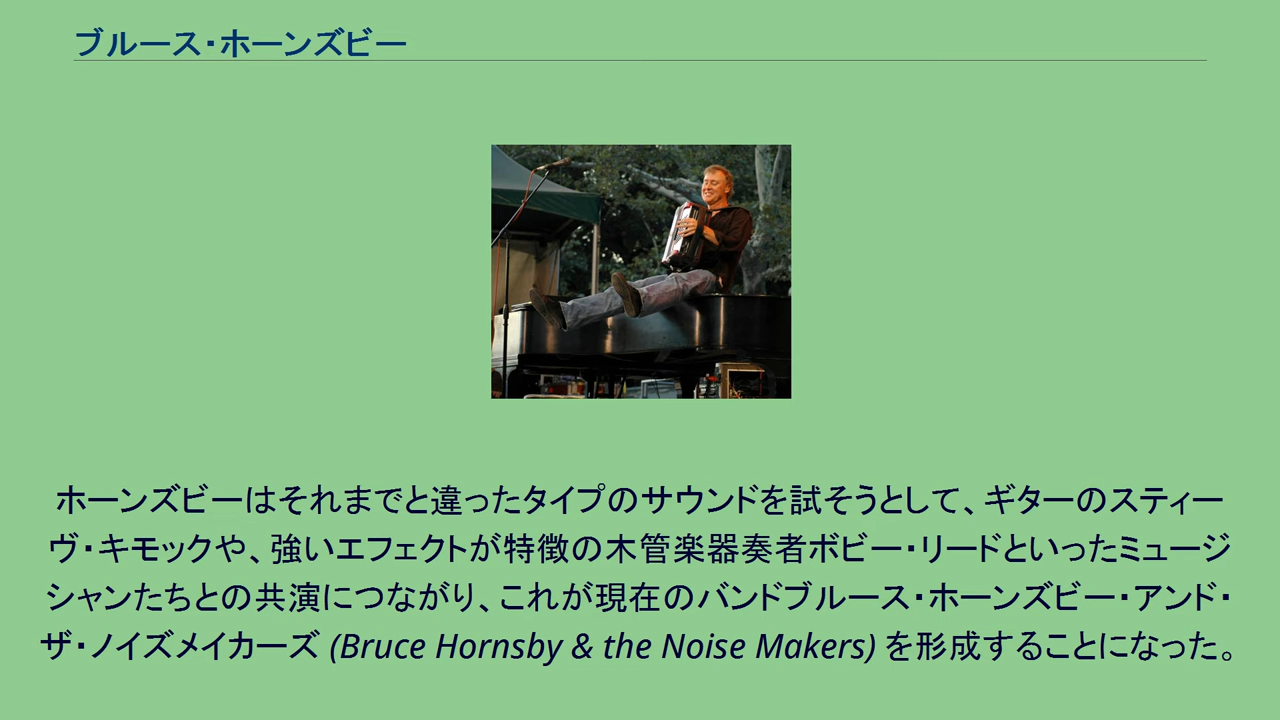 ブルース・ホーンズビー
ホーンズビーはそれまでと違ったタイプのサウンドを試そうとして、ギターのスティー
ヴ・キモックや、強いエフェクトが特徴の木管楽器奏者ボビー・リードといったミュージ
シャンたちとの共演につながり、これが現在のバンドブルース・ホーンズビー・アンド・
ザ・ノイズメイカーズ (Bruce Hornsby & the Noise Makers) を形成することになった。